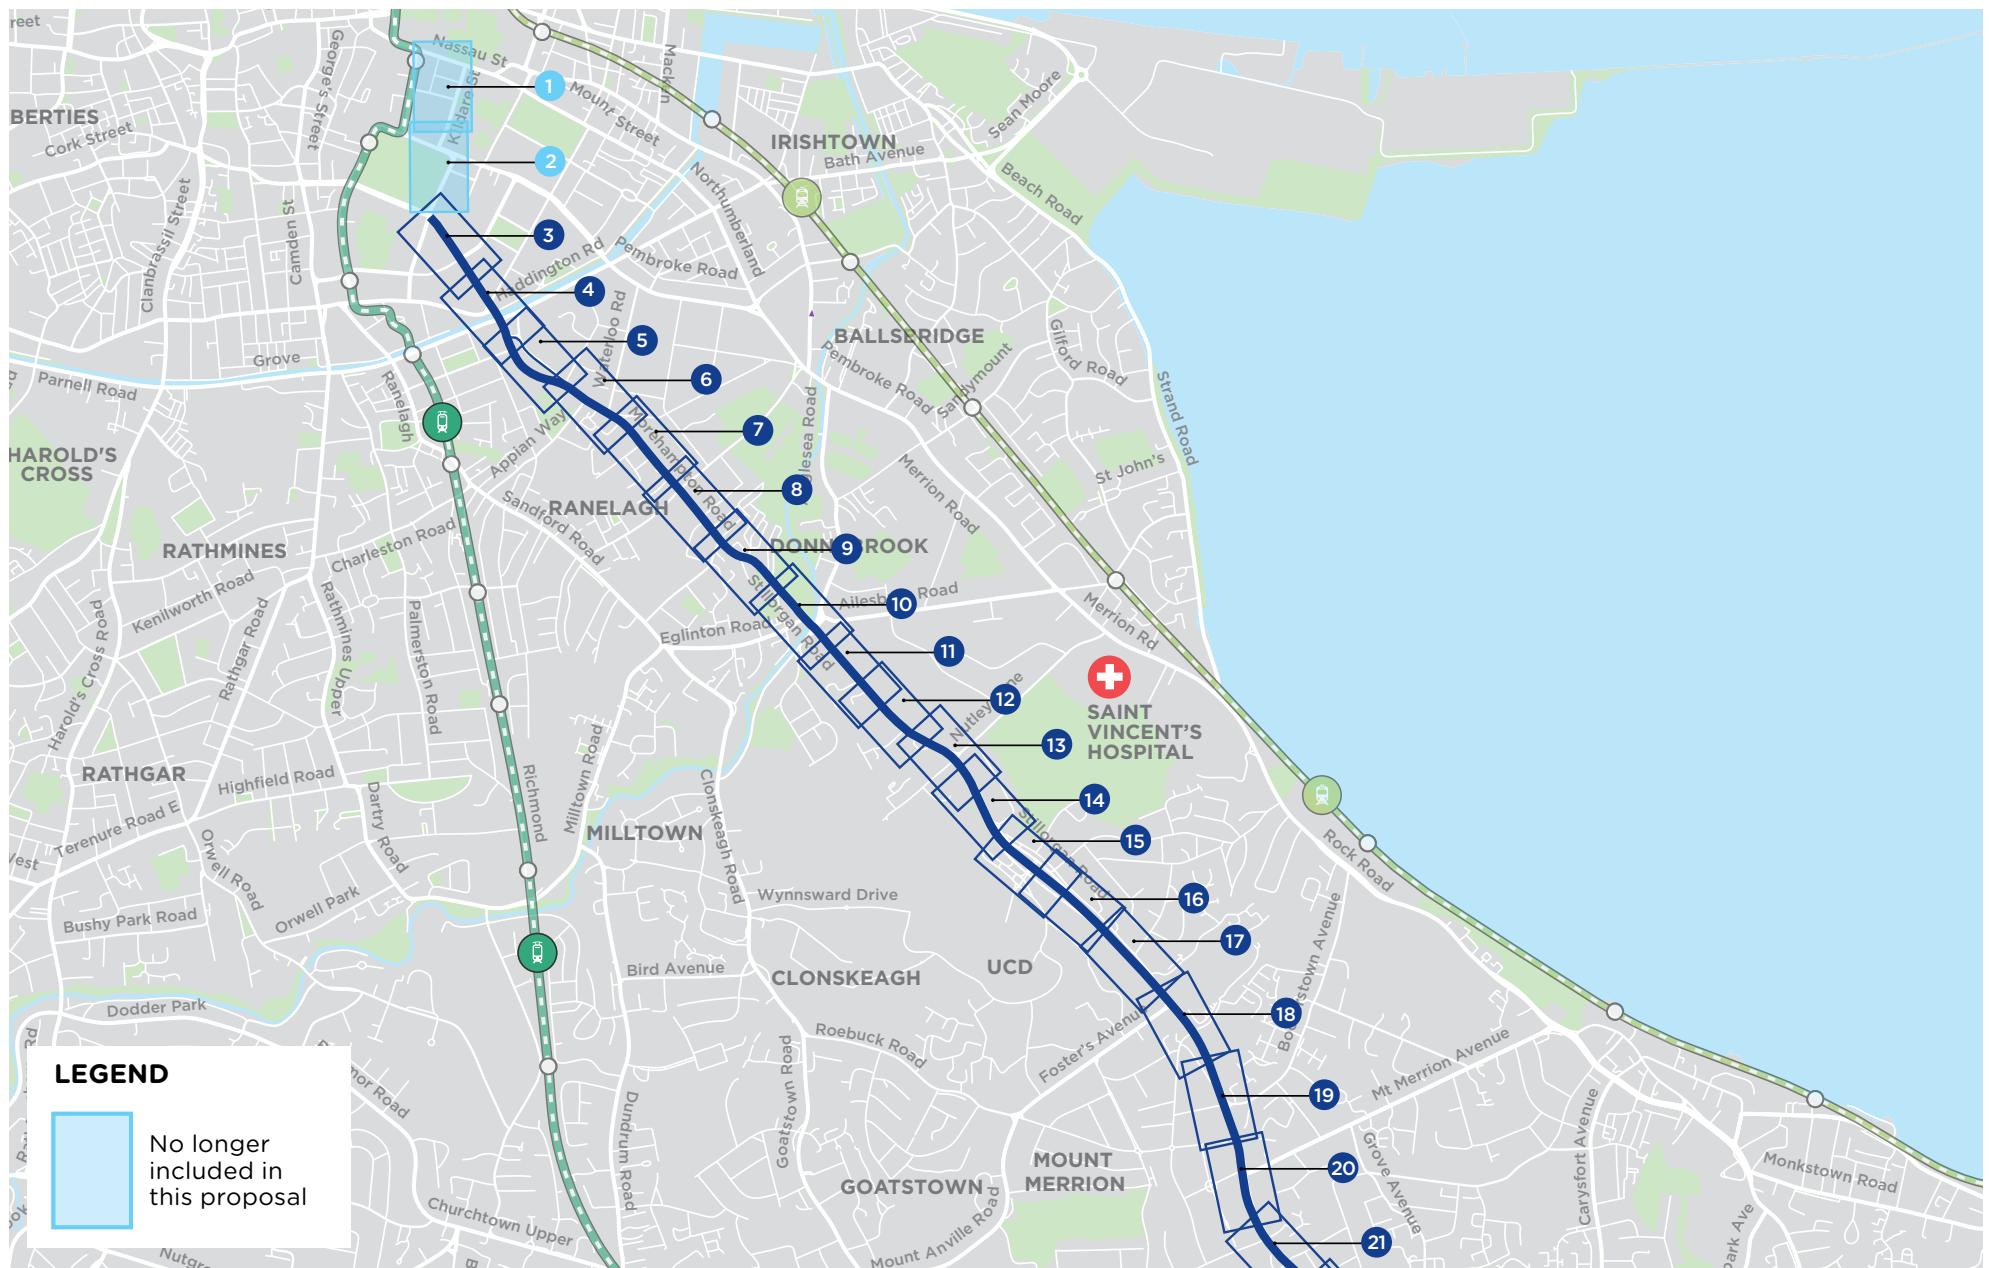 reet
Nassau St
George's Street
Macken
1
Kildare St
Mount Street
Sean Moore
BERTIES
Cork Street
IRISHTOWN
Bath Avenue
2
Beach Road
Northumberland
Clanbrassil Street
Camden St
3
Haddington Rd
Pembroke Road
4
Waterloo Rd
BALLSBRIDGE
Gilford Road
5
Grove
Parnell Road
Pembroke Road
Sandymount
Strand Road
Ranelagh
6
Morehampton Road
7
Appian Way
HAROLD'S
CROSS
Merrion Road
St John's
8
Sandford Road
RANELAGH
Charleston Road
RATHMINES
DONNYBROOK
9
Kenilworth Road
Rathgar Road
Rathmines Upper
Palmerston Road
Harold's Cross Road
Stillorgan Road
10
Merrion Rd
Eglinton Road
11
SAINT
VINCENT'S
HOSPITAL
12
13
RATHGAR
Highfield Road
Richmond
Milltown Road
Clonskeagh Road
14
Terenure Road E
Dartry Road
MILLTOWN
Stillorgan Road
15
Rock Road
Orwell Road
Orwell Park
Wynnsward Drive
16
Bushy Park Road
17
Bird Avenue
CLONSKEAGH
UCD
Dodder Park
18
Roebuck Road
Foster's Avenue
Mt Merrion Avenue
Goatstown Road
19
Dundrum Road
Grove Avenue
Carysfort Avenue
MOUNT
MERRION
20
Monkstown Road
GOATSTOWN
Churchtown Upper
Mount Anville Road
21
LEGEND
No longer
included in
this proposal